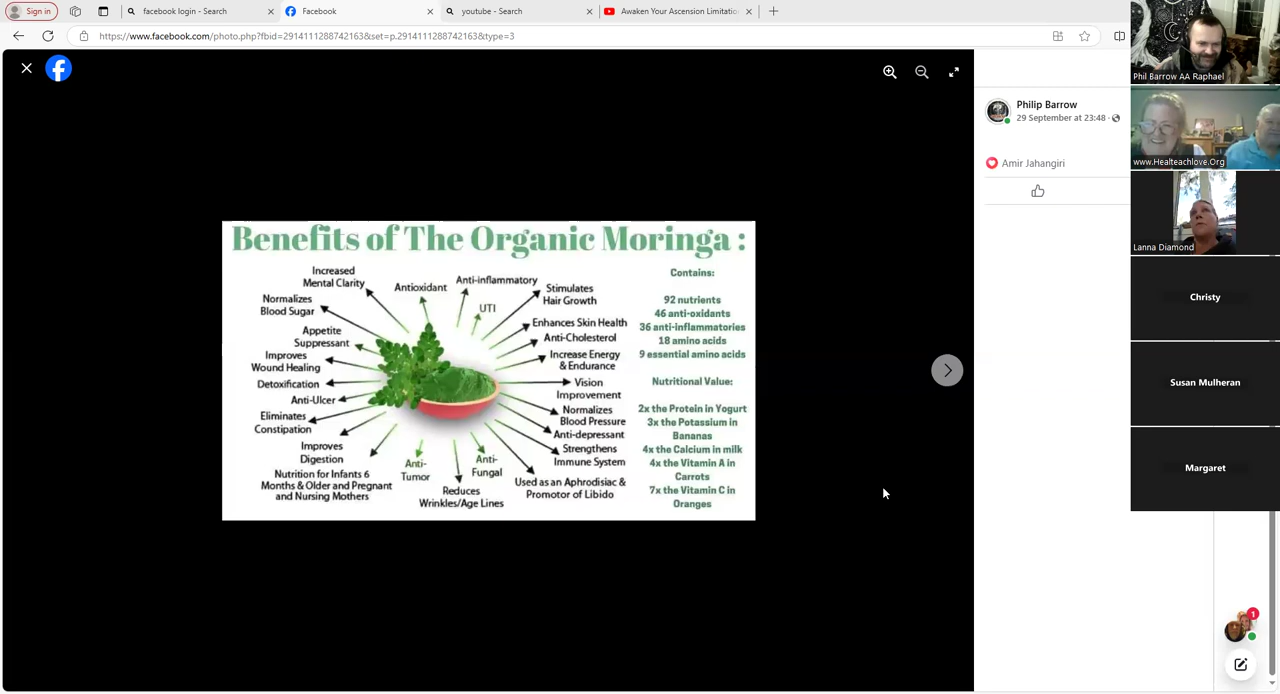 Sign in
facebook login - Search
Facebook
youtube - Search
Awaken Your Ascension Limitatio
https://www.facebook.com/photo.php?fbid=2914111288742163&set=p.2914111288742163&type=3
Philip Barrow
29 September at 23:48 ·
Amir Jahangiri
Benefits of The Organic Moringa :
Increased
Mental Clarity
Normalizes
Blood Sugar
Appetite
Suppressant
Improves
Wound Healing
Detoxification
Anti-Ulcer
Eliminates
Constipation
Improves
Digestion
Nutrition for Infants 6
Months & Older and Pregnant
and Nursing Mothers
Antioxidant
Anti-inflammatory
UTI
Stimulates
Hair Growth
Enhances Skin Health
Anti-Cholesterol
Increase Energy
& Endurance
Vision
Improvement
Normalizes
Blood Pressure
Anti-depressant
Strengthens
Immune System
Used as an Aphrodisiac &
Promotor of Libido
Anti-
Fungal
Reduces
Wrinkles/Age Lines
Anti-
Tumor
Contains:
92 nutrients
46 anti-oxidants
36 anti-inflammatories
18 amino acids
9 essential amino acids
Nutritional Value:
2x the Protein in Yogurt
3x the Potassium in
Bananas
4x the Calcium in milk
4x the Vitamin A in
Carrots
7x the Vitamin C in
Oranges
Phil Barrow AA Raphael
www.Healteachlove.Org
Lanna Diamond
Christy
Susan Mulheran
Margaret
1